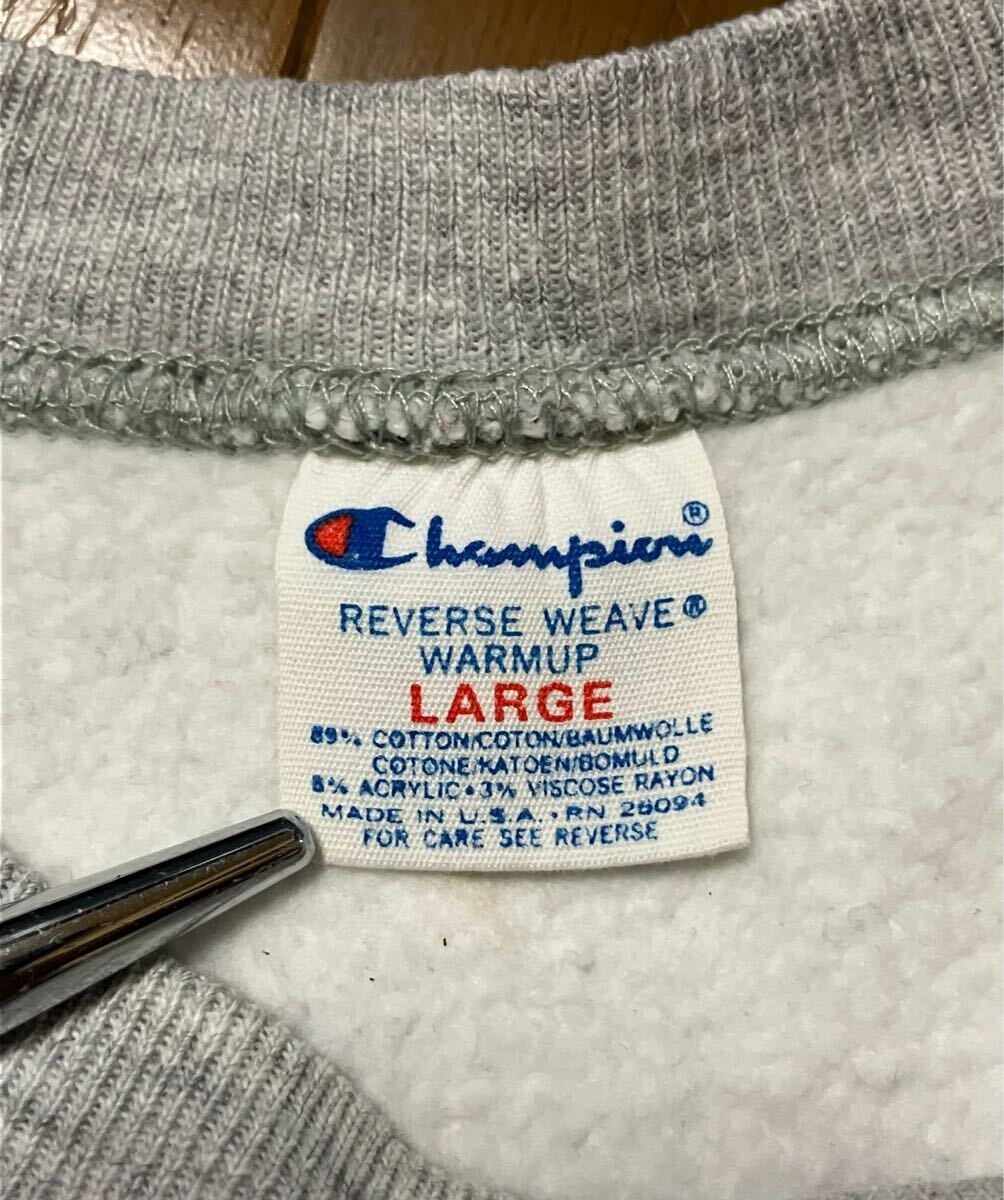 Champion®
REVERSE WEAVE®
WARMUP
LARGE
89% COTTON/COTON/BAUMWOLLE
COTONE/KATOEN/BOMULD
8% ACRYLIC • 3% VISCOSE RAYON
MADE IN U.S.A. • RN 26094
FOR CARE SEE REVERSE